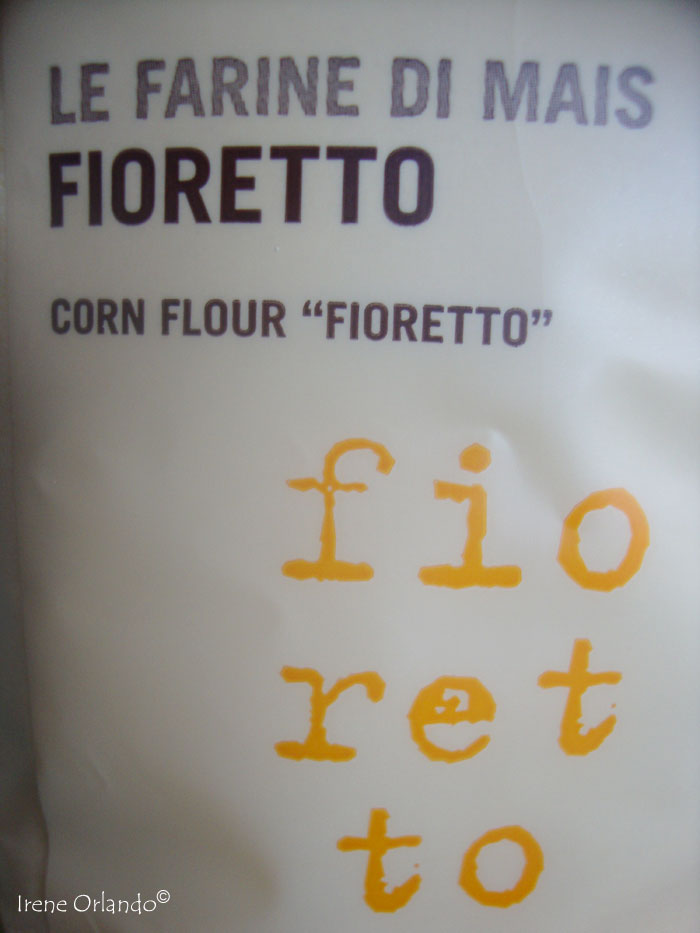 LE FARINE DI MAIS
FIORETTO
CORN FLOUR “FIORETTO”
fio
ret
to
Irene Orlando©